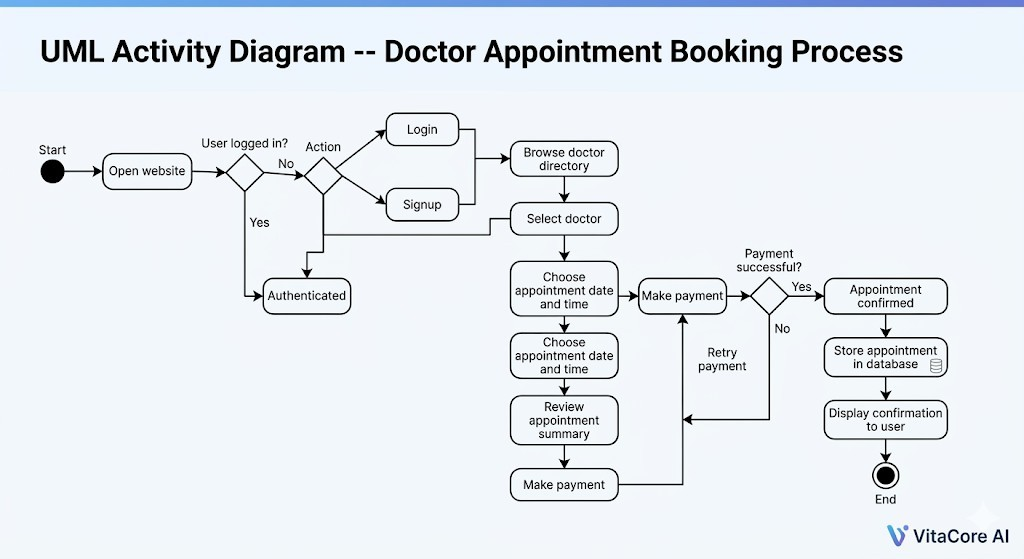 UML Activity Diagram -- Doctor Appointment Booking Process
Start
Open website
User logged in?
No
Yes
Action
Login
Signup
Authenticated
Browse doctor
directory
Select doctor
Choose
appointment date
and time
Choose
appointment date
and time
Review
appointment
summary
Make payment
Make payment
Payment
successful?
Yes
No
Retry
payment
Appointment
confirmed
Store appointment
in database
Display confirmation
to user
End
VitaCore AI